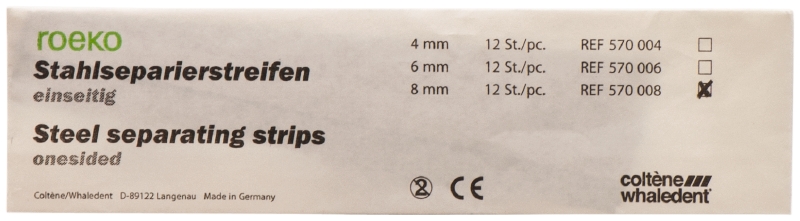 roeko
Stahlseparierstreifen
einseitig
Steel separating strips
onesided
Coltène/Whaledent D-89122 Langenau Made in Germany
4 mm 12 St./pc. REF 570 004
6 mm 12 St./pc. REF 570 006
8 mm 12 St./pc. REF 570 008
2 CE
coltène
whaledent